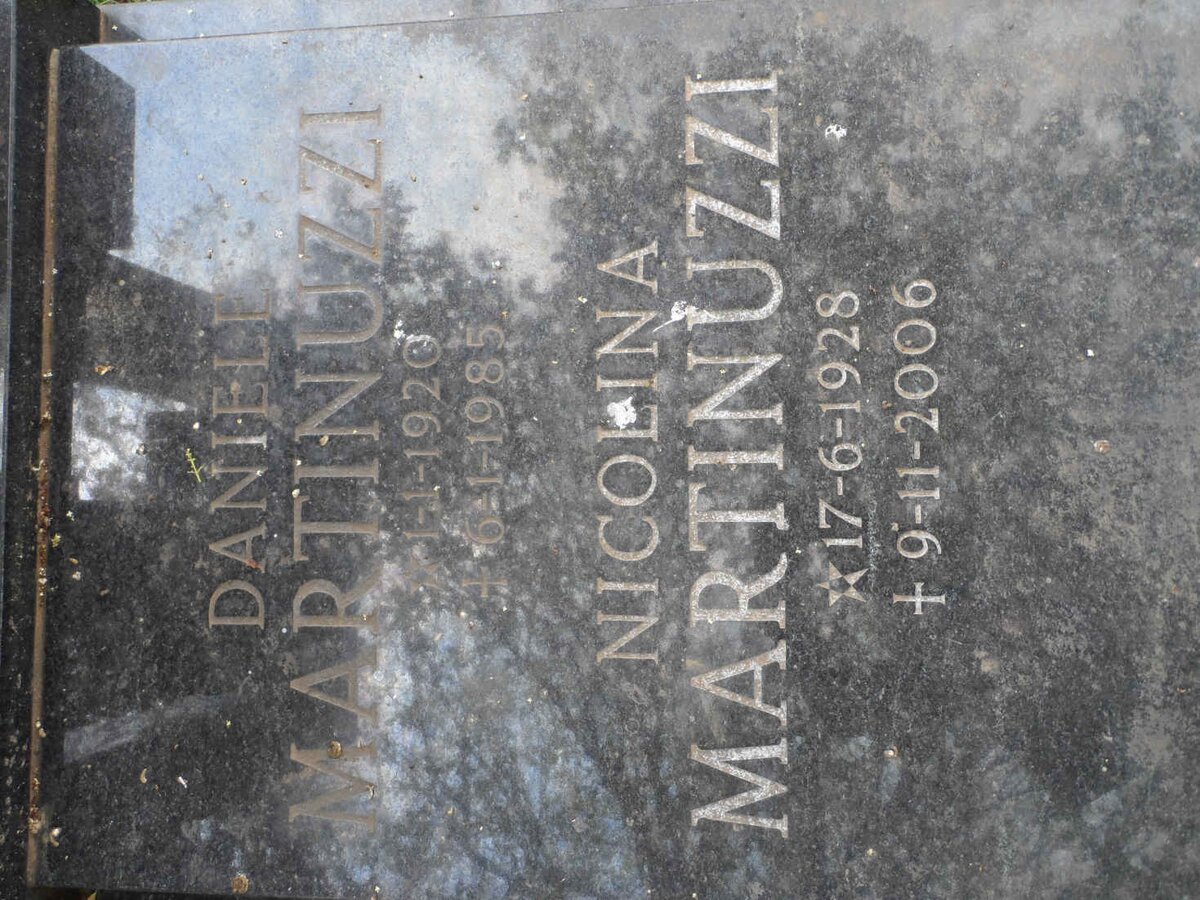 DANIELE
MARTINUZZI
☆ 1-1-1920
✝ 6-1-1985
NICOLINA
MARTINUZZI
☆ 17-6-1928
✝ 9-11-2006